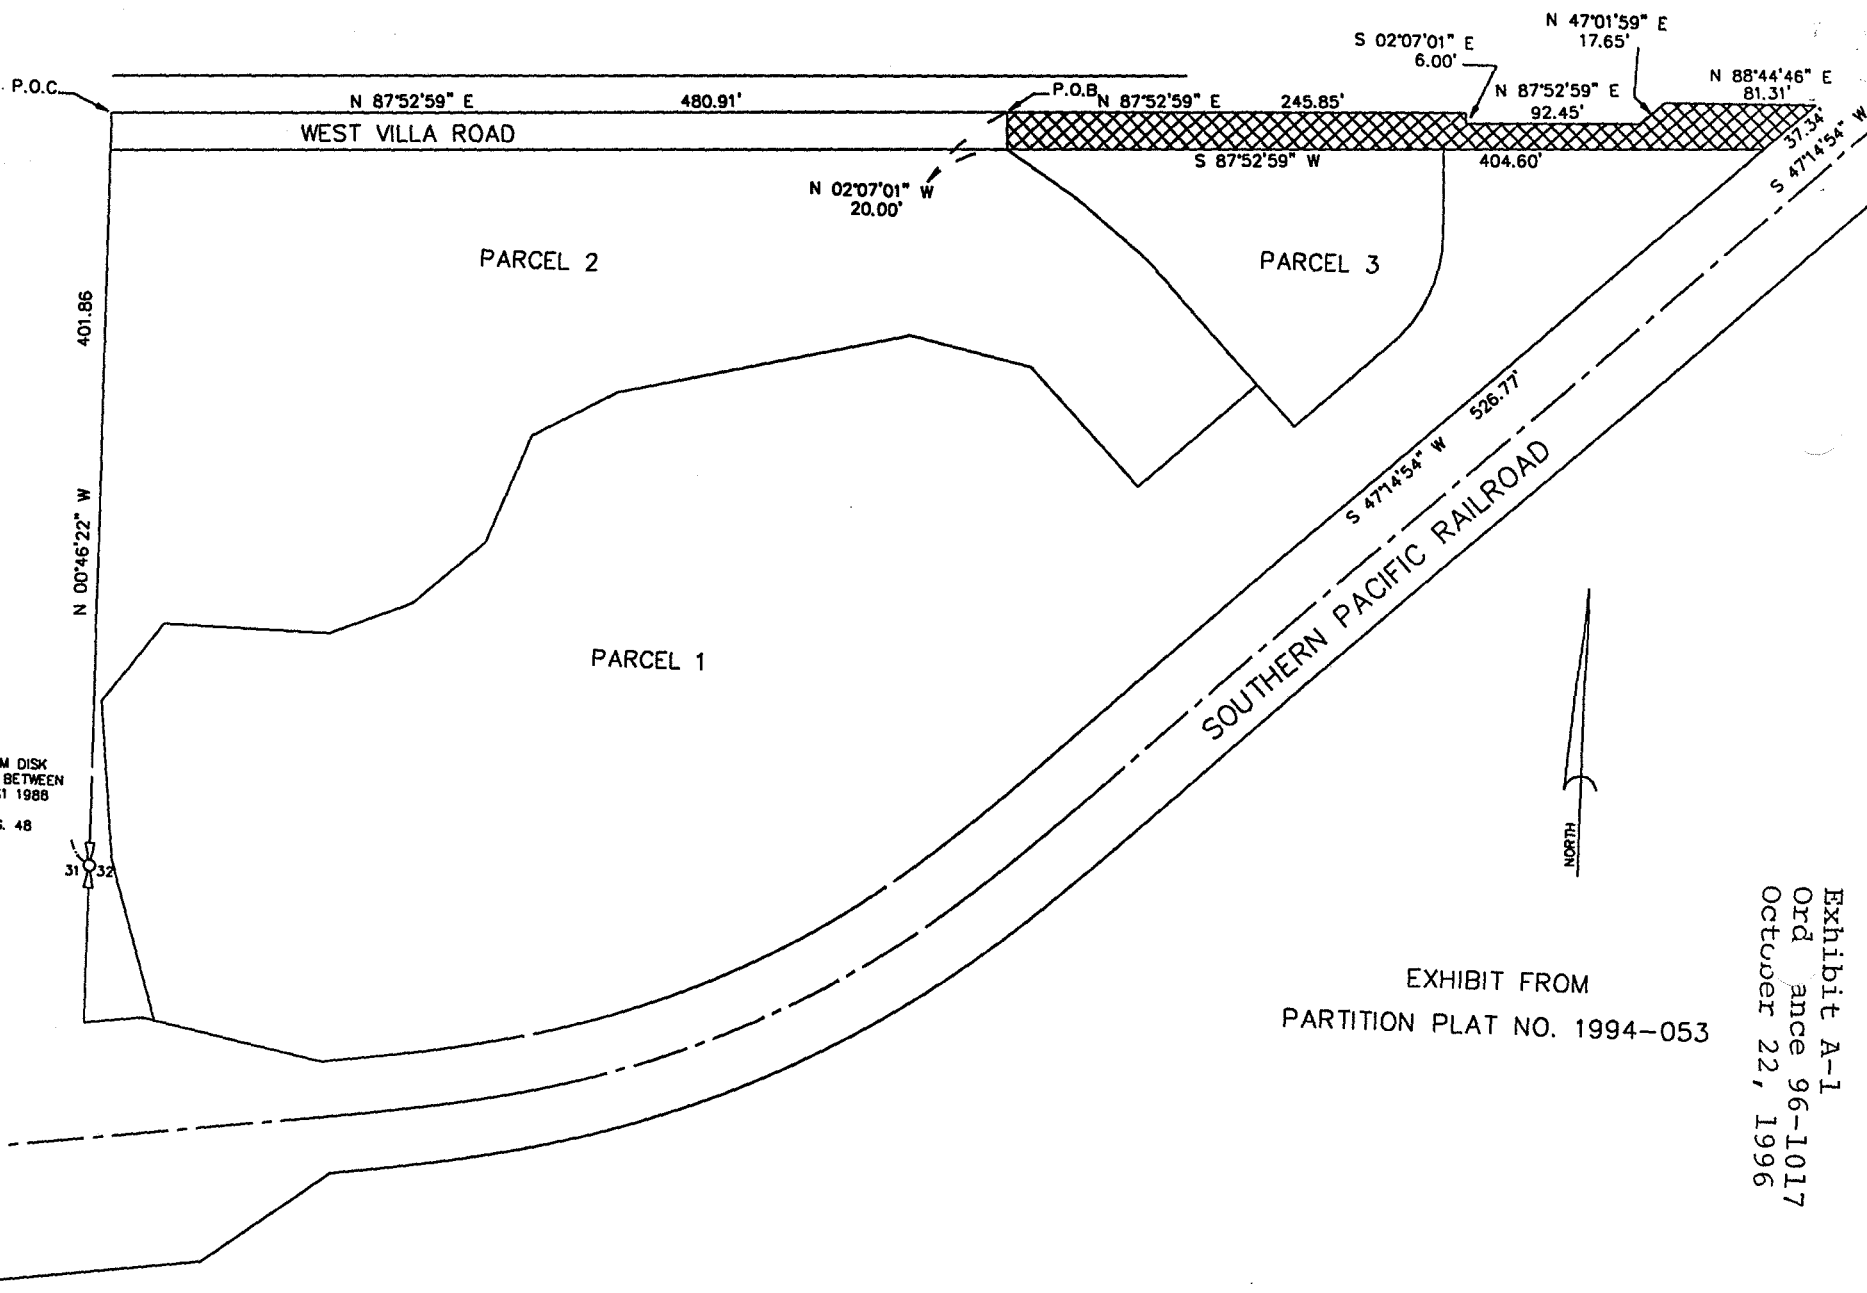 N 47°01'59" E
17.65'
S 02°07'01" E
6.00'
N 88°44'46" E
81.31'
P.O.C.
P.O.B.
N 87°52'59" E 480.91'
N 87°52'59" E 245.85'
N 87°52'59" E
92.45'
WEST VILLA ROAD
37.34'
S 47°14'54" W
S 87°52'59" W 404.60'
N 02°07'01" W
20.00'
PARCEL 2
PARCEL 3
N 00°46'22" W 401.86
S 47°14'54" W 526.77'
SOUTHERN PACIFIC RAILROAD
PARCEL 1
M DISK
BETWEEN
1988
48
31 32
NORTH
EXHIBIT FROM
PARTITION PLAT NO. 1994-053
Exhibit A-1
Ord ance 96-1017
October 22, 1996